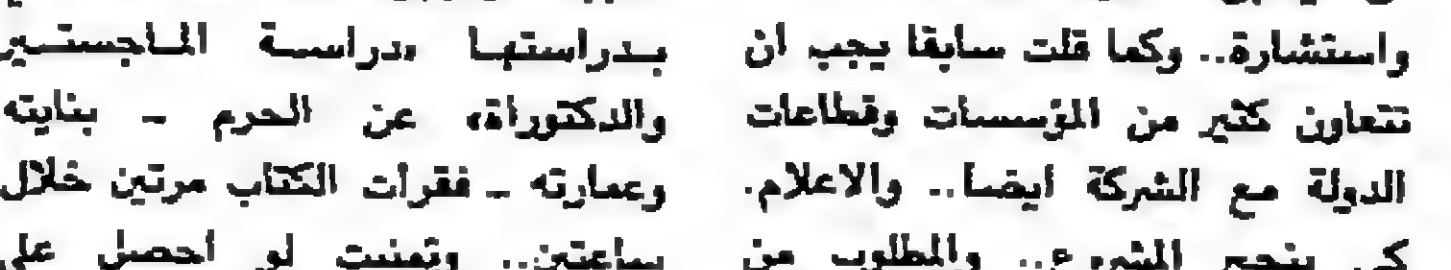 واستشارة.. وكما قلت سابقا يجب ان
تتعاون كثير من المؤسسات وقطاعات
الدولة مع الشركة ايضا.. والاعلام.
كي ينجح المشروع.. والمطلوب من
بدراستها «دراسة الماجستير
والدكتوراة» عن الحرم - بنايته
وعمارته - فقرأت الكتاب مرتين خلال
ساعتين.. وتمنيت لو احصل على